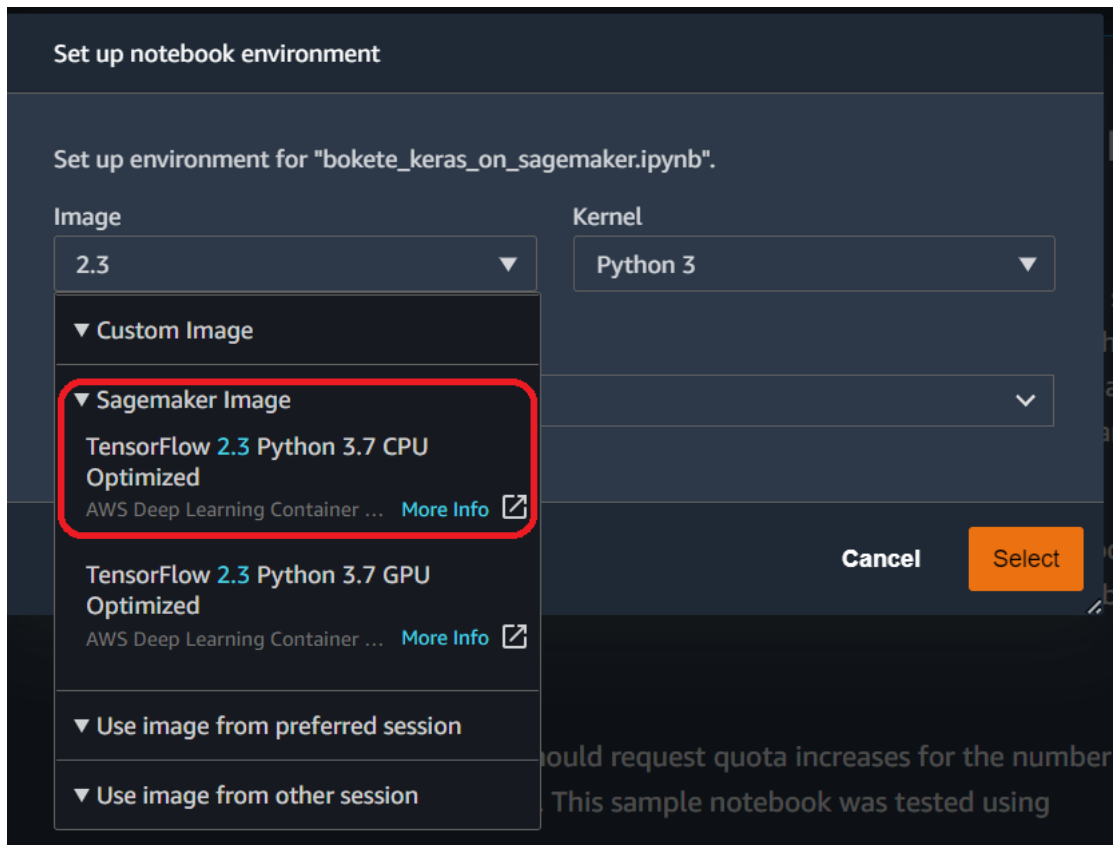 Set up notebook environment
Set up environment for "bokete_keras_on_sagemaker.ipynb".
Image
Kernel
2.3
Python 3
Custom Image
Sagemaker Image
TensorFlow 2.3 Python 3.7 CPU
Optimized
AWS Deep Learning Container ... More Info
TensorFlow 2.3 Python 3.7 GPU
Optimized
AWS Deep Learning Container ... More Info
Cancel
Select
Use image from preferred session
Use image from other session
ould request quota increases for the number
. This sample notebook was tested using